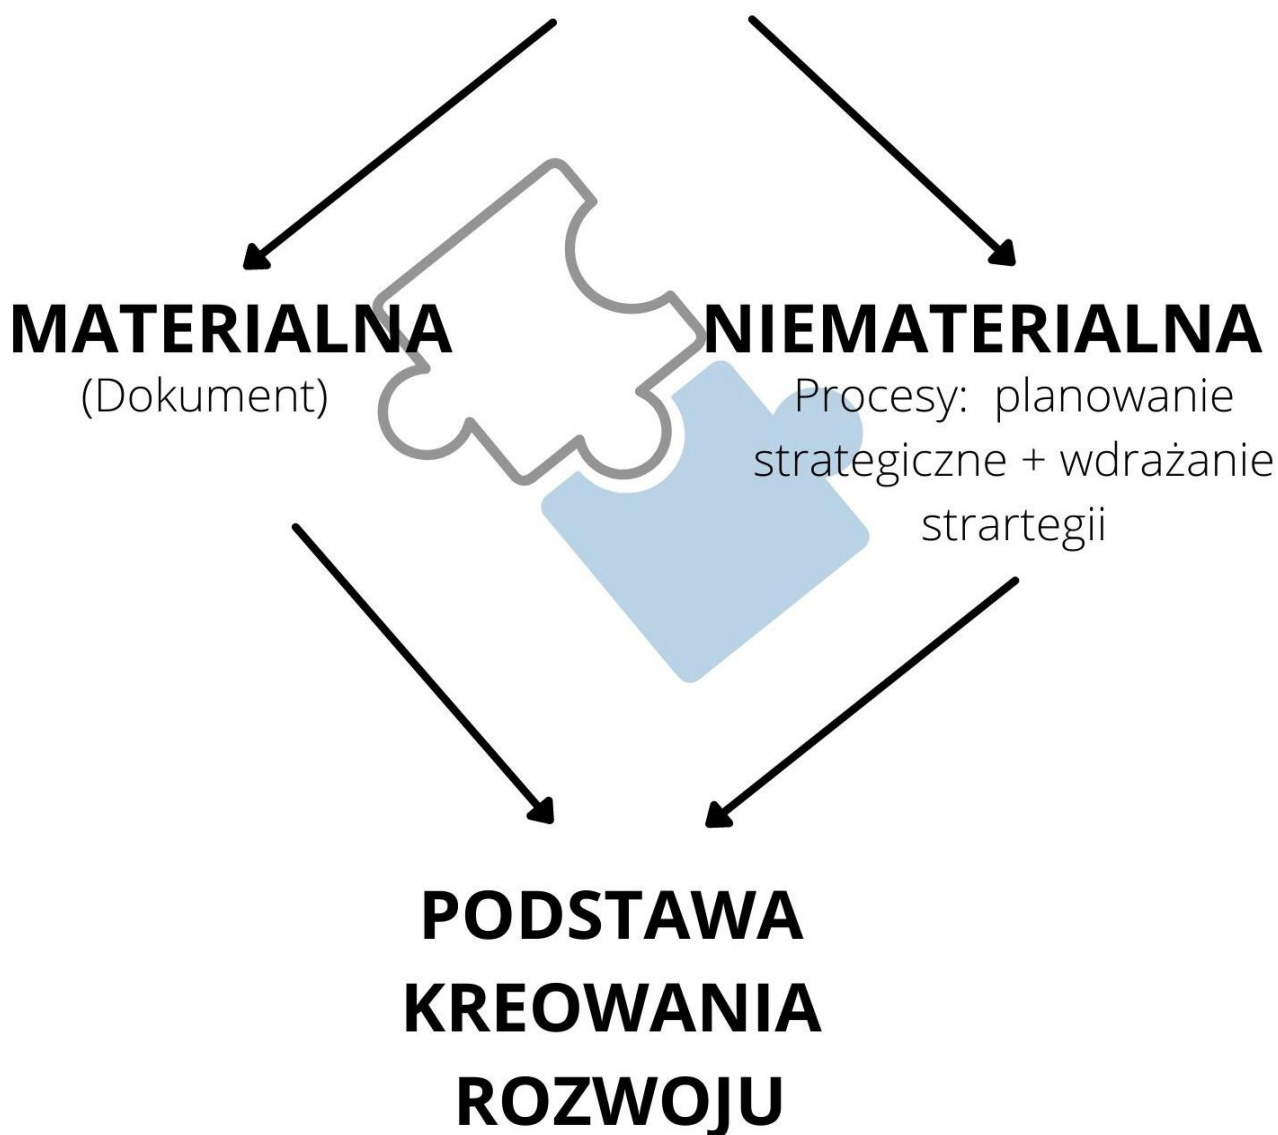 MATERIALNA
(Dokument)
NIEMATERIALNA
Procesy: planowanie
strategiczne + wdrażanie
strartegii
PODSTAWA
KREOWANIA
ROZWOJU